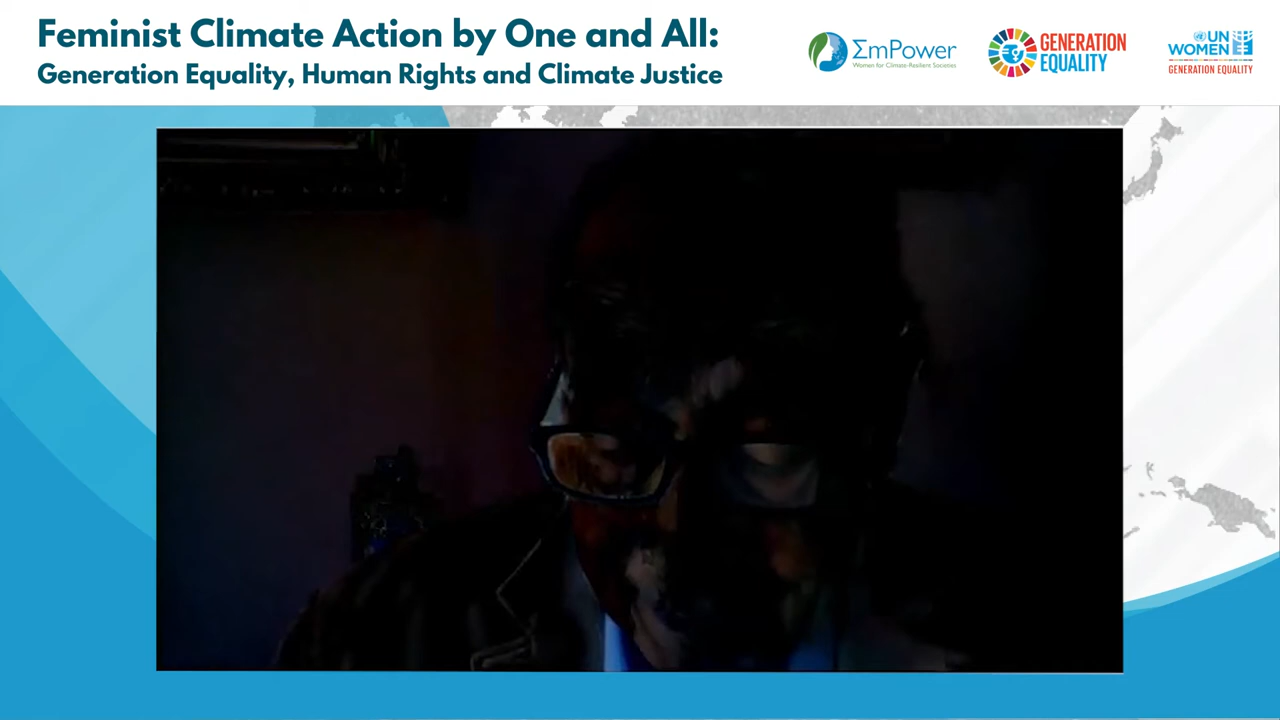 Feminist Climate Action by One and All:
Generation Equality, Human Rights and Climate Justice
ΣmPower
Women for Climate-Resilient Societies
GENERATION
EQUALITY
UN
WOMEN
GENERATION EQUALITY